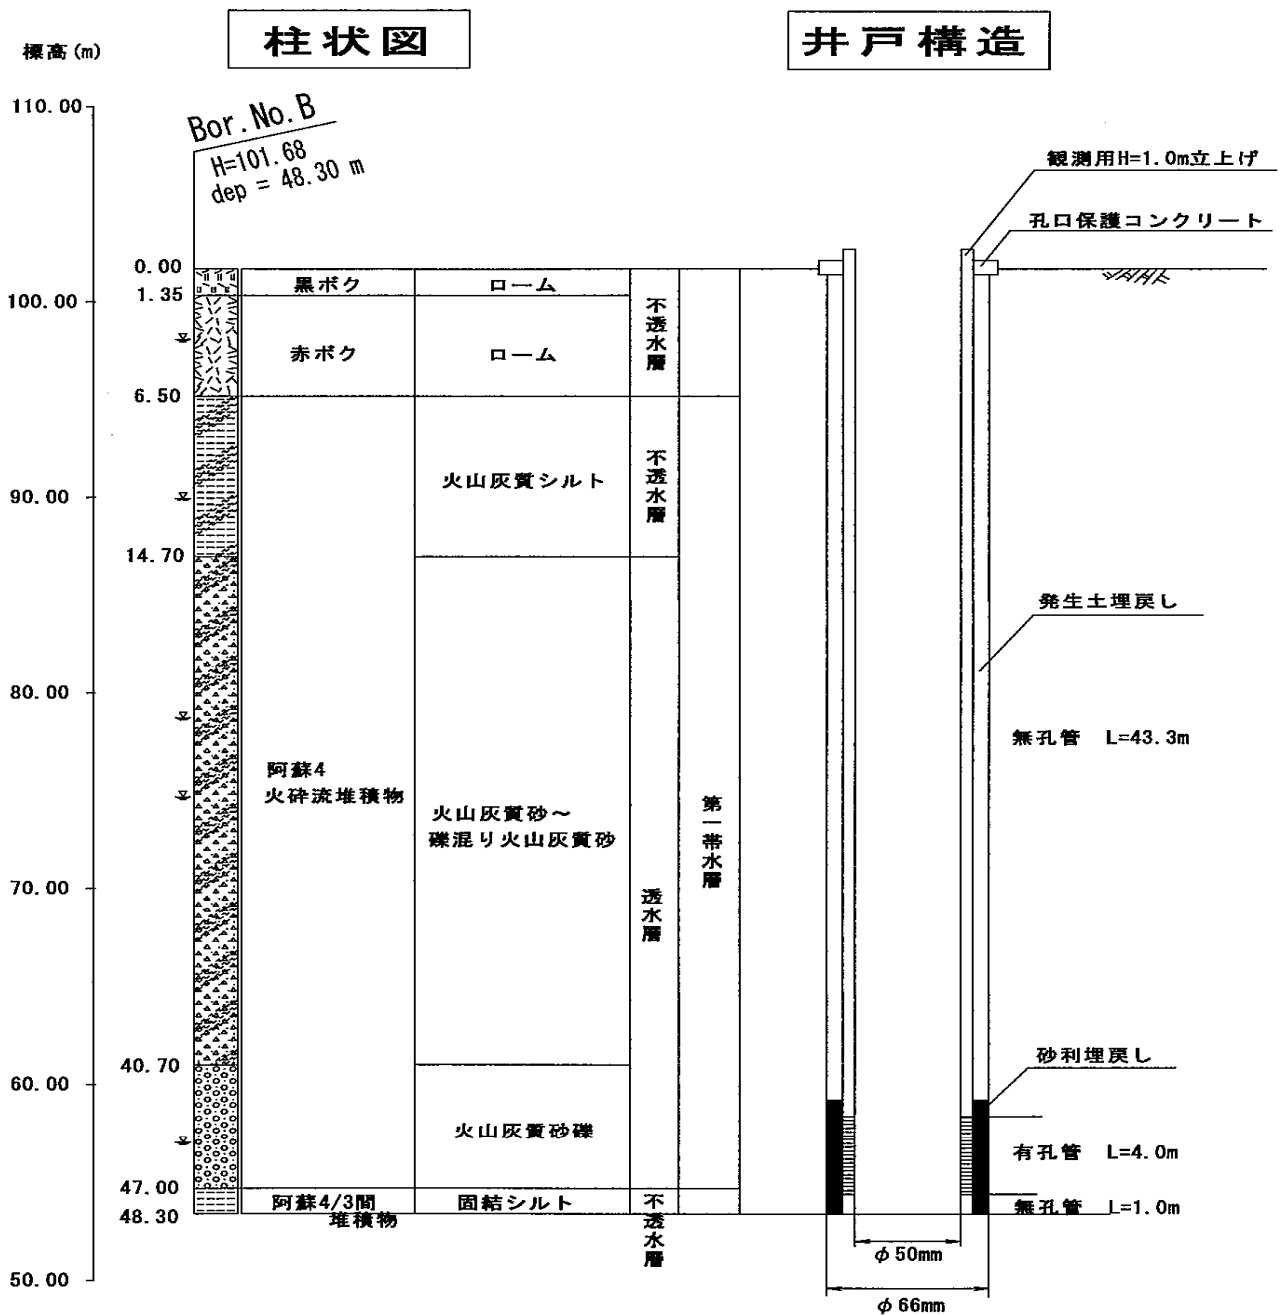 柱状図
井戸構造
標高(m)
110.00
100.00
90.00
80.00
70.00
60.00
50.00
Bor.No.B
H=101.68
dep = 48.30 m
0.00
1.35
6.50
14.70
40.70
47.00
48.30
黒ボク
ローム
赤ボク
ローム
不透水層
火山灰質シルト
不透水層
阿蘇4
火砕流堆積物
火山灰質砂～
礫混り火山灰質砂
透水層
第一帯水層
火山灰質砂礫
阿蘇4/3間
堆積物
固結シルト
不透水層
観測用H=1.0m立上げ
孔口保護コンクリート
発生土埋戻し
無孔管 L=43.3m
砂利埋戻し
有孔管 L=4.0m
無孔管 L=1.0m
φ50mm
φ66mm